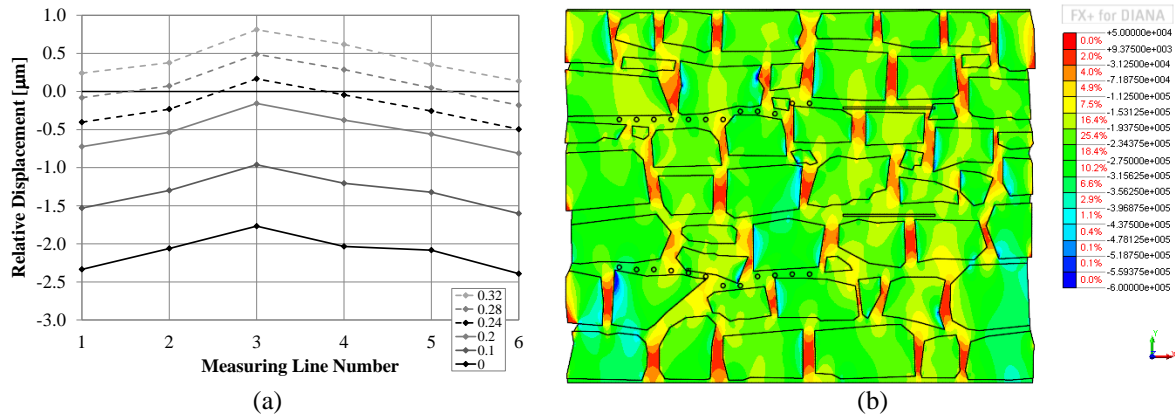 1.0
0.5
0.0
-0.5
-1.0
-1.5
-2.0
-2.5
-3.0
Relative Displacement [µm]
1 2 3 4 5 6
Measuring Line Number
0.32
0.28
0.24
0.2
0.1
0
(a)
(b)
FX+ for DIANA
+5.00000e+004
0.0%
+9.37500e+003
2.0%
-3.12500e+004
4.0%
-7.18750e+004
4.9%
-1.12500e+005
7.5%
-1.53125e+005
16.4%
-1.93750e+005
25.4%
-2.34375e+005
18.4%
-2.75000e+005
10.2%
-3.15625e+005
6.6%
-3.56250e+005
2.9%
-3.96875e+005
1.1%
-4.37500e+005
0.4%
-4.78125e+005
0.1%
-5.18750e+005
0.1%
-5.59375e+005
0.0%
-6.00000e+005
Y
Z
X